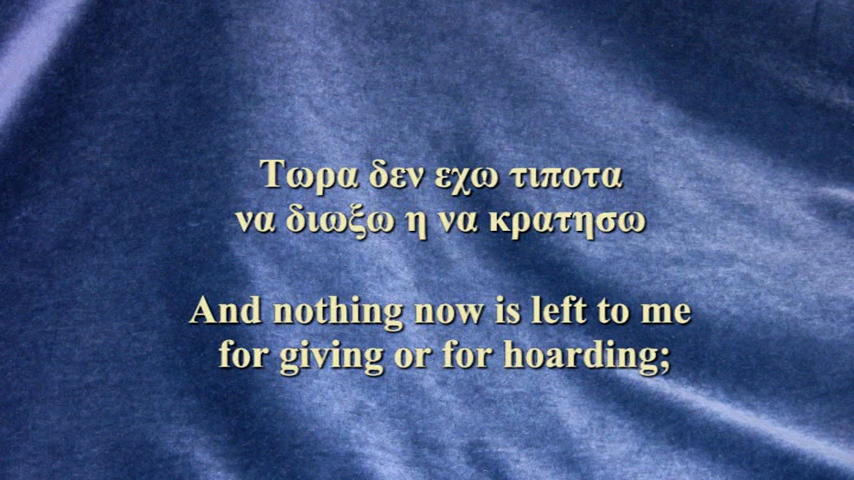 Τωρα δεν εχω τιποτα
να διωξω η να κρατησω
And nothing now is left to me
for giving or for hoarding;